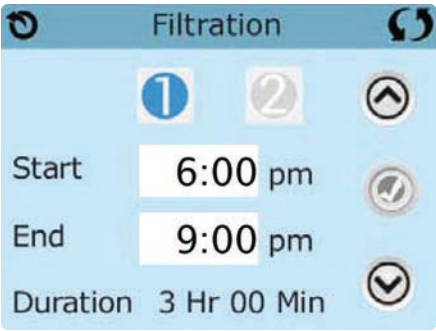 Filtration
1 2
Start 6:00 pm
End 9:00 pm
Duration 3 Hr 00 Min